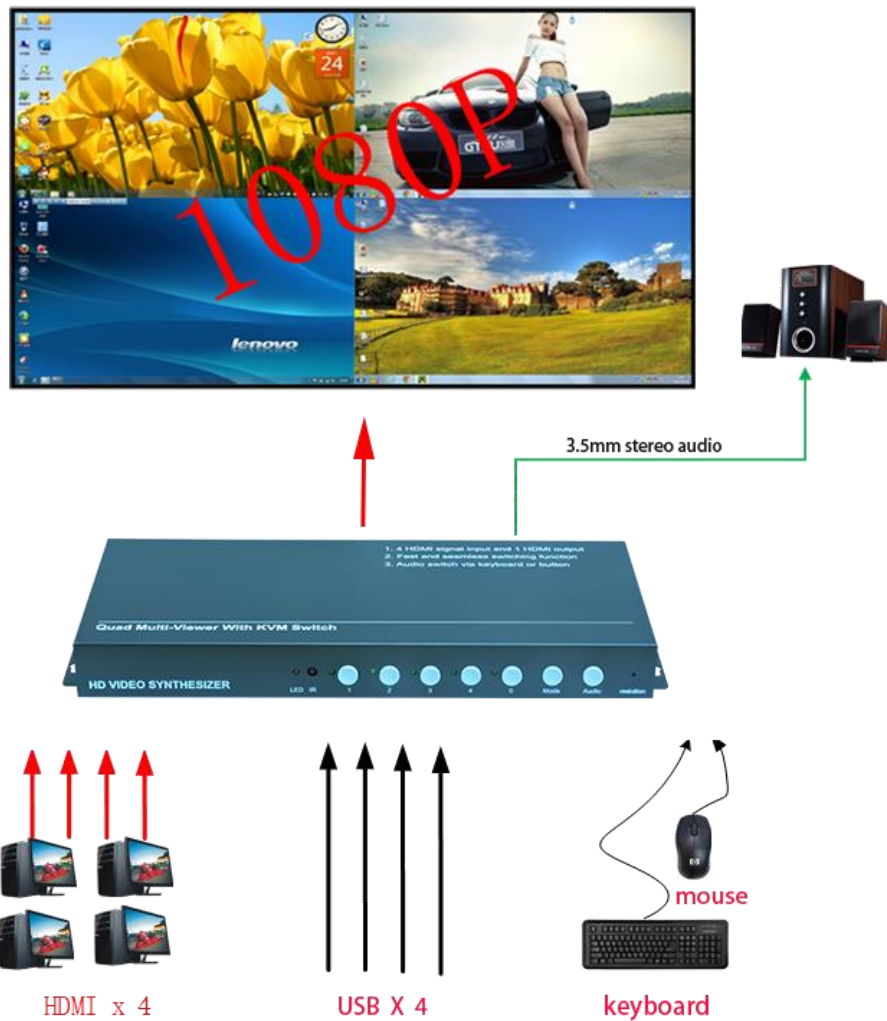 24
1080P
lenovo
3.5mm stereo audio
1. 4 HDMI signal input and 1 HDMI output
2. Fast and seamless switching function
3. Audio switch via keyboard or button
Quad Multi-Viewer With KVM Switch
HD VIDEO SYNTHESIZER
LED IR 1 2 3 4 0 Mode Audio resolution
mouse
HDMI x 4
USB X 4
keyboard